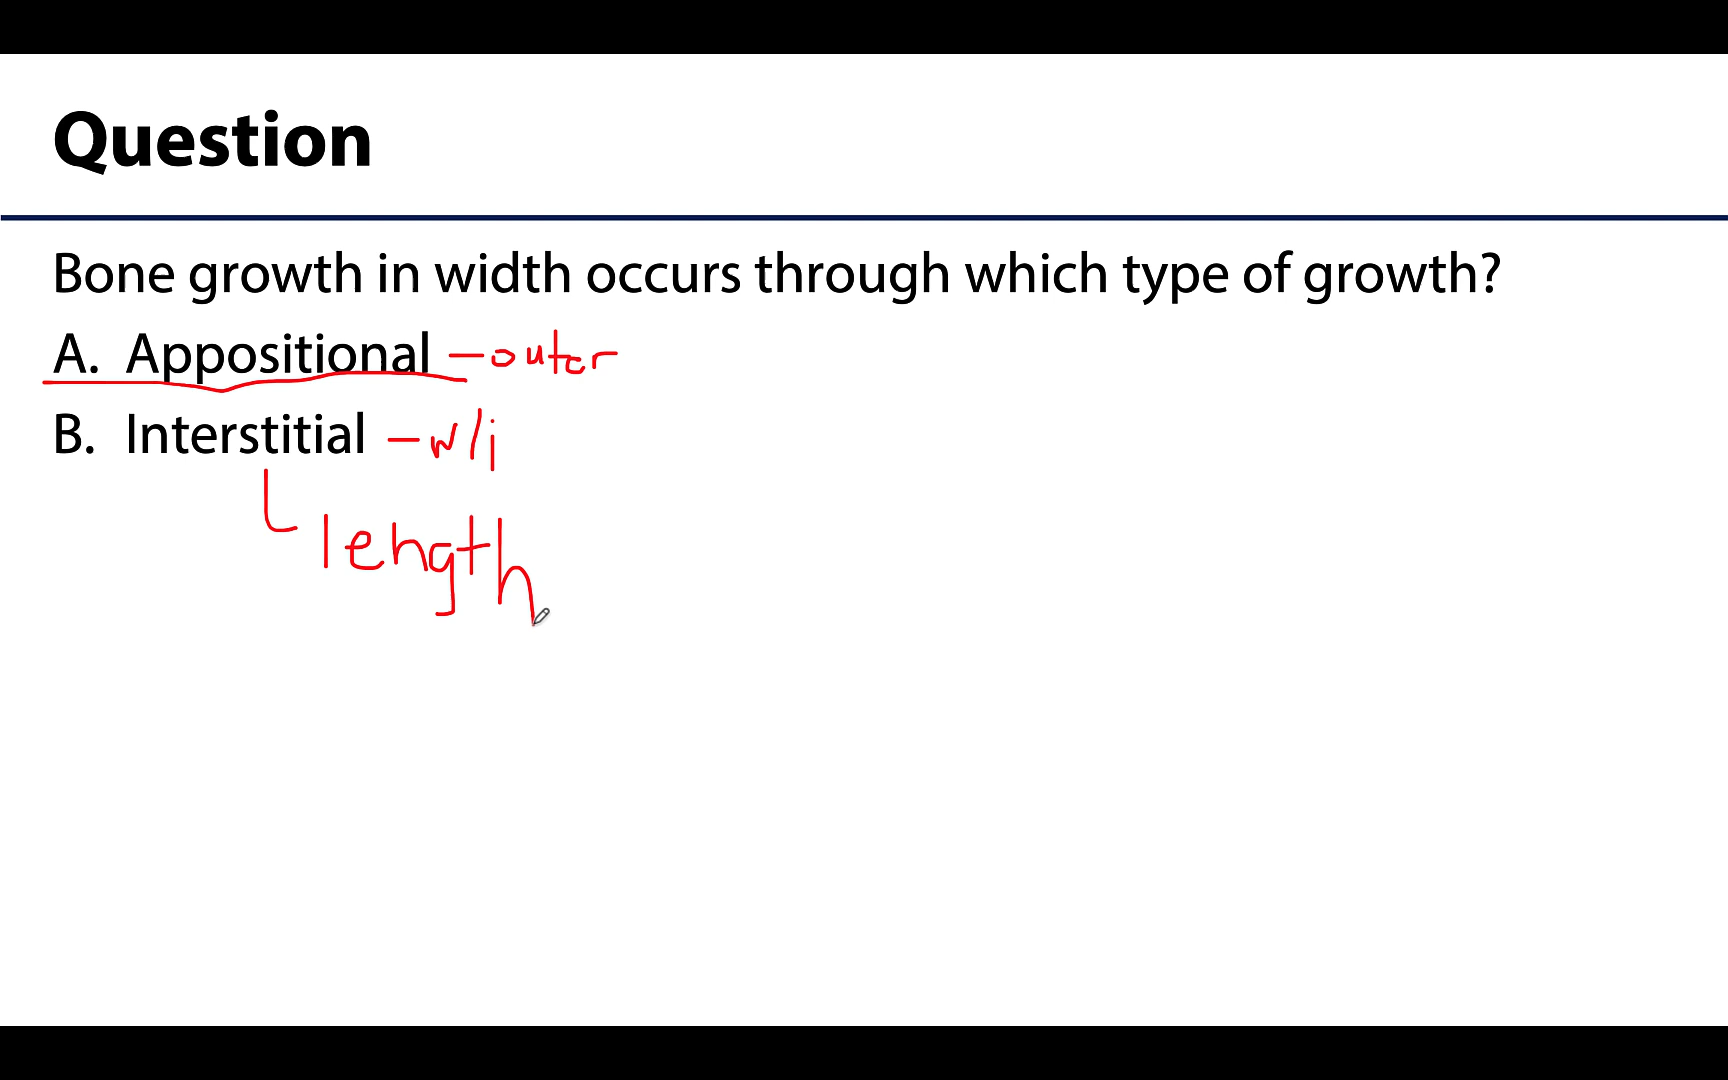 Question
Bone growth in width occurs through which type of growth?
A. Appositional – outer
B. Interstitial – w/i
length